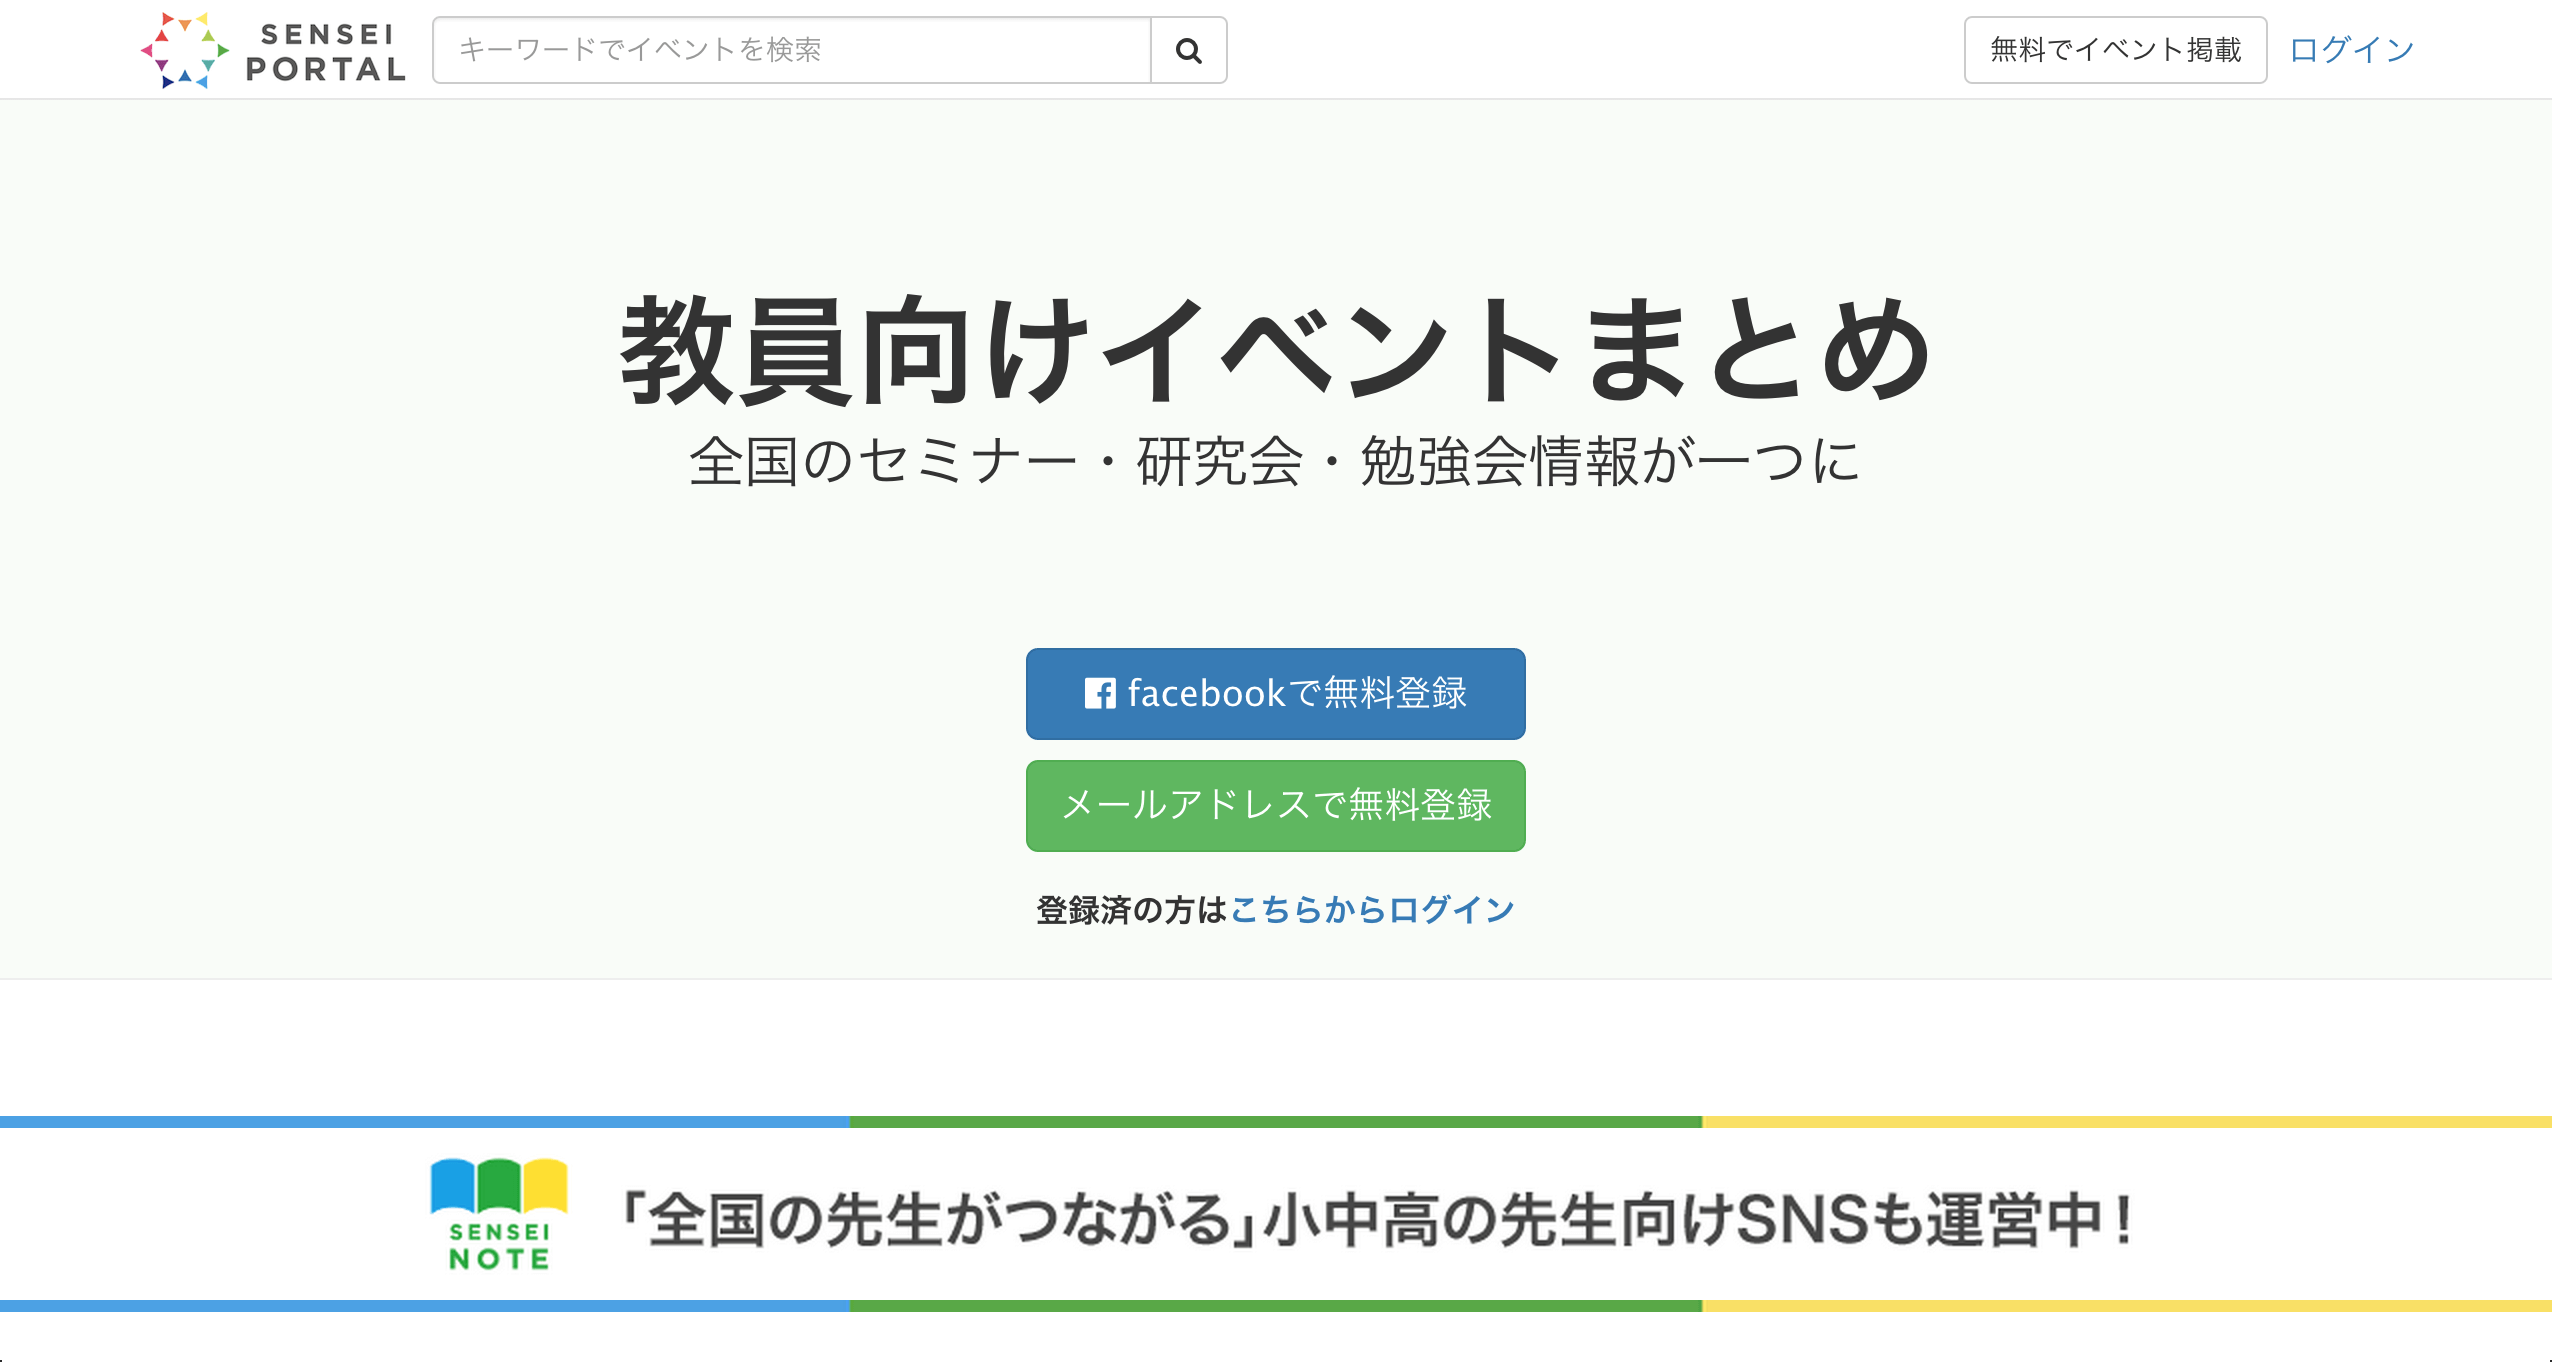 SENSEI
PORTAL
キーワードでイベントを検索
無料でイベント掲載
ログイン
教員向けイベントまとめ
全国のセミナー・研究会・勉強会情報が一つに
facebookで無料登録
メールアドレスで無料登録
登録済の方はこちらからログイン
SENSEI
NOTE
「全国の先生がつながる」小中高の先生向けSNSも運営中！